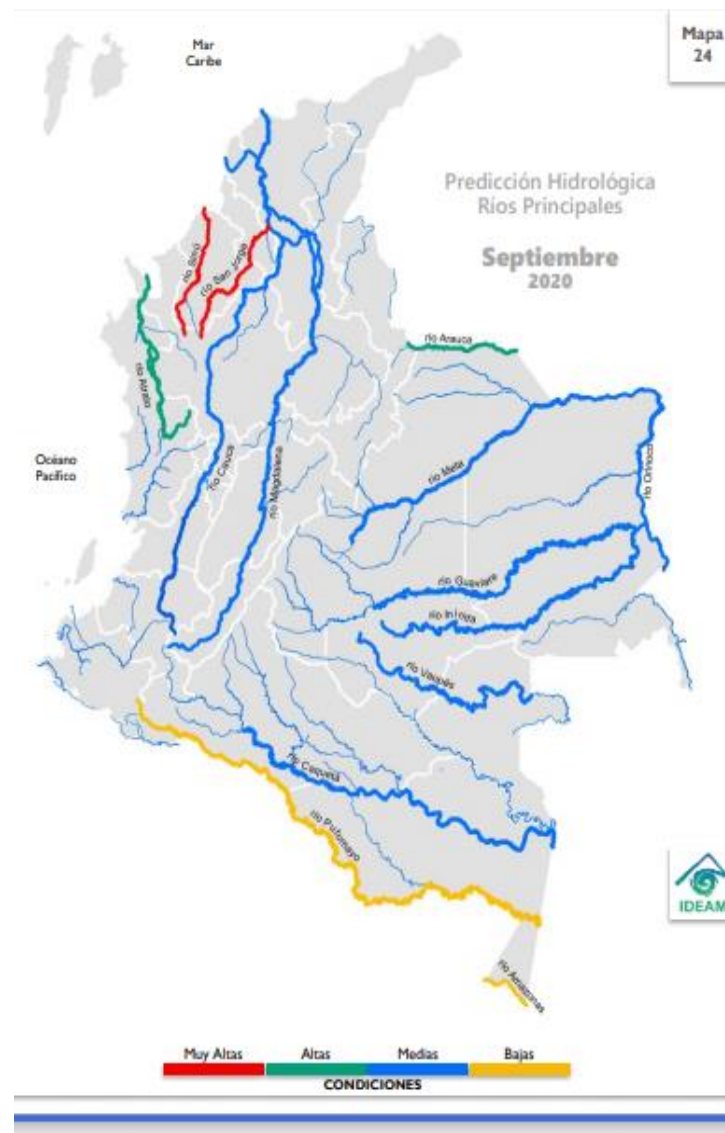 Mar
Caribe
Mapa
24
Predicción Hidrológica
Ríos Principales
Septiembre
2020
río Sinú
río San Jorge
río Arauca
río Atrato
Océano
Pacífico
río Cauca
río Magdalena
río Meta
río Orinoco
río Guaviare
río Inírida
río Vaupés
río Caquetá
río Putumayo
IDEAM
río Amazonas
Muy Altas
Altas
Medias
Bajas
CONDICIONES